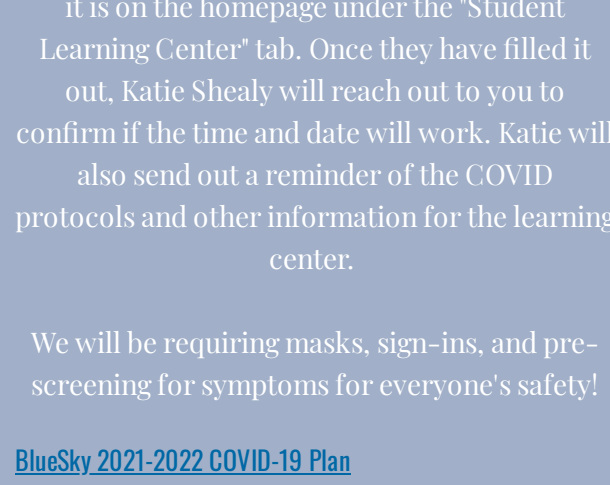 it is on the homepage under the "Student
Learning Center" tab. Once they have filled it
out, Katie Shealy will reach out to you to
confirm if the time and date will work. Katie will
also send out a reminder of the COVID
protocols and other information for the learning
center.
We will be requiring masks, sign-ins, and pre-
screening for symptoms for everyone's safety!
BlueSky 2021-2022 COVID-19 Plan